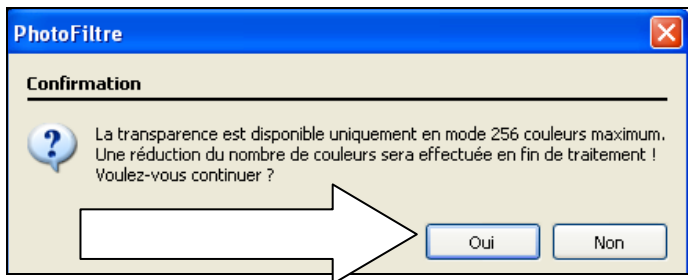 PhotoFiltre
Confirmation
La transparence est disponible uniquement en mode 256 couleurs maximum.
Une réduction du nombre de couleurs sera effectuée en fin de traitement !
Voulez-vous continuer ?
Oui Non